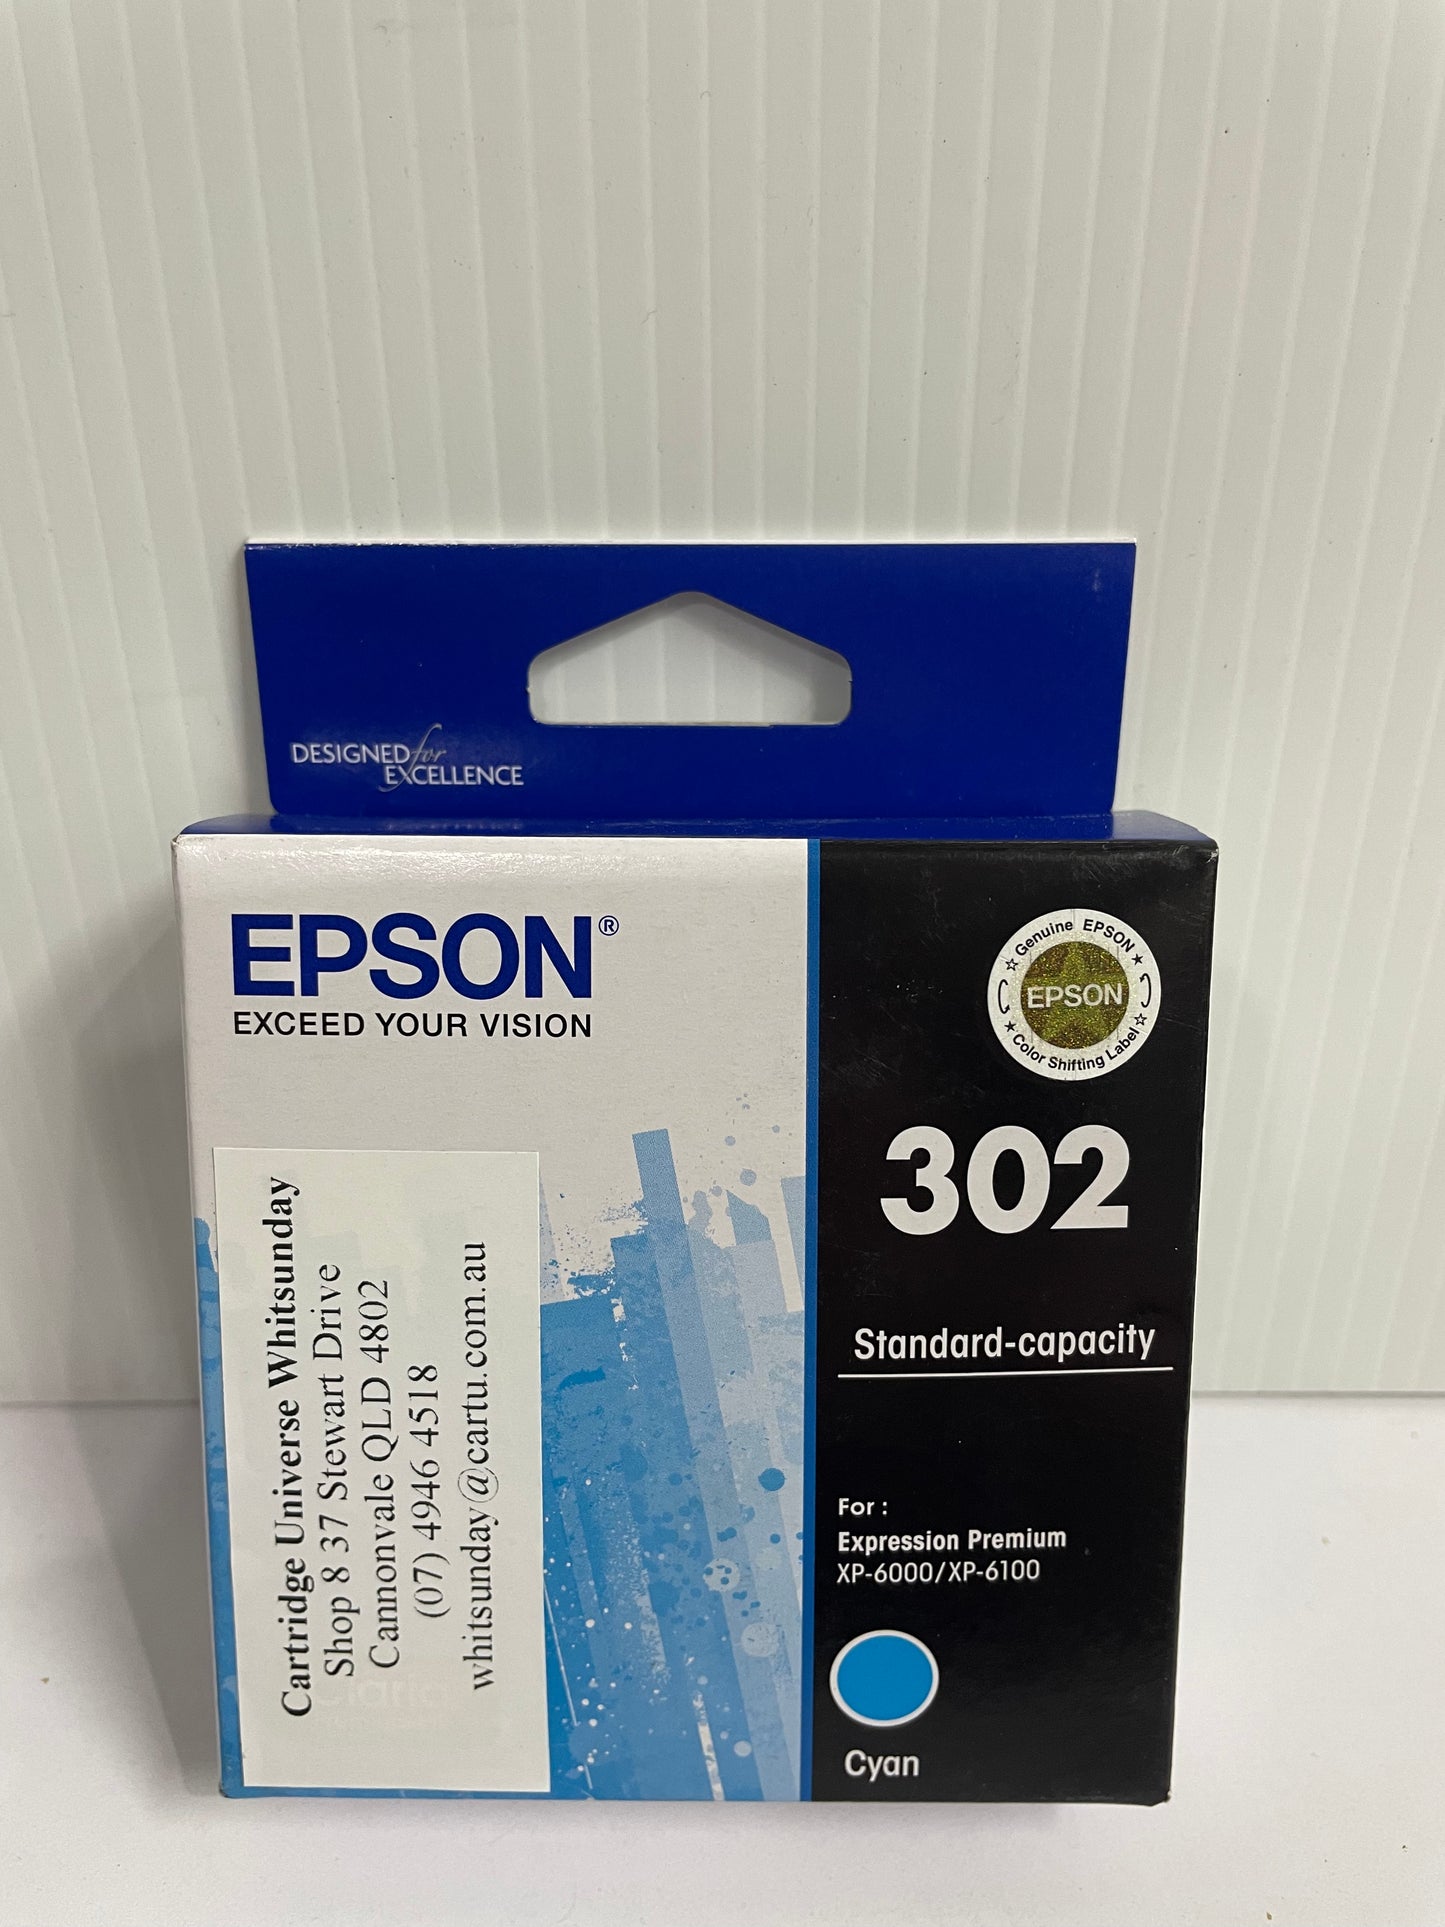 DESIGNED for
EXCELLENCE
EPSON®
EXCEED YOUR VISION
Genuine EPSON
EPSON
Color Shifting Label
302
Standard-capacity
For :
Expression Premium
XP-6000/XP-6100
Cyan
Cartridge Universe Whitsunday
Shop 8 37 Stewart Drive
Cannonvale QLD 4802
(07) 4946 4518
whitsunday@cartu.com.au